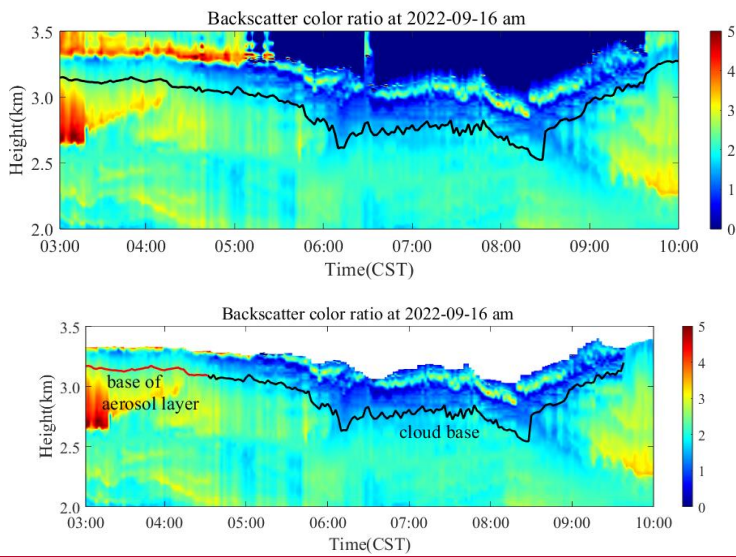 Backscatter color ratio at 2022-09-16 am
3.5
3.0
2.5
2.0
Height(km)
03:00 04:00 05:00 06:00 07:00 08:00 09:00 10:00
Time(CST)
5
4
3
2
1
0
Backscatter color ratio at 2022-09-16 am
3.5
3.0
2.5
2.0
Height(km)
base of
aerosol layer
cloud base
03:00 04:00 05:00 06:00 07:00 08:00 09:00 10:00
Time(CST)
5
4
3
2
1
0